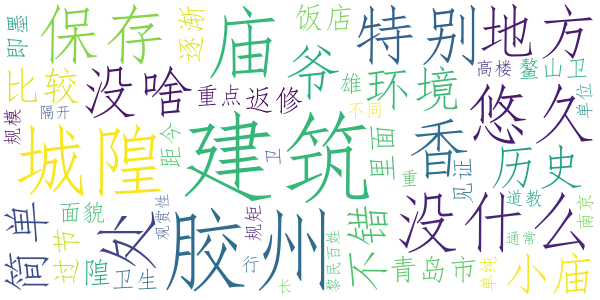 即墨
保存
逐渐
庙
饭店
特别
地方
爷
比较
没啥
重点
返修
雄
环境
高楼
鳌山卫
规模
隔开
不同
悠久
单位
城隍
距今
建筑
卫
里面
香
历史
见证
重
道教
简单
面貌
处
观赏性
规矩
胶州
不错
没什么
南京
过节
隍
卫生
行
长
黎民百姓
青岛市
通常
单纯
小庙